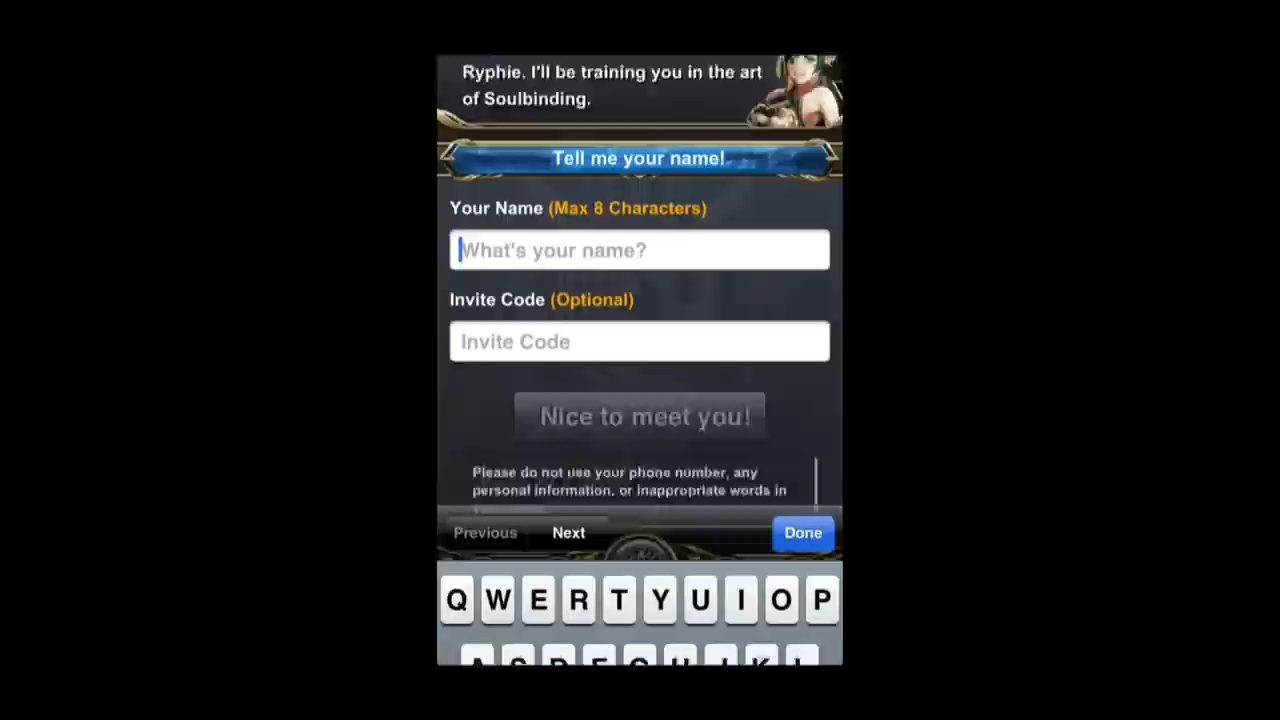 Ryphie. I'll be training you in the art
of Soulbinding.
Tell me your name!
Your Name (Max 8 Characters)
What's your name?
Invite Code (Optional)
Invite Code
Nice to meet you!
Please do not use your phone number, any
personal information, or inappropriate words in
Previous Next Done
Q W E R T Y U I O P
A S D F G H J K L